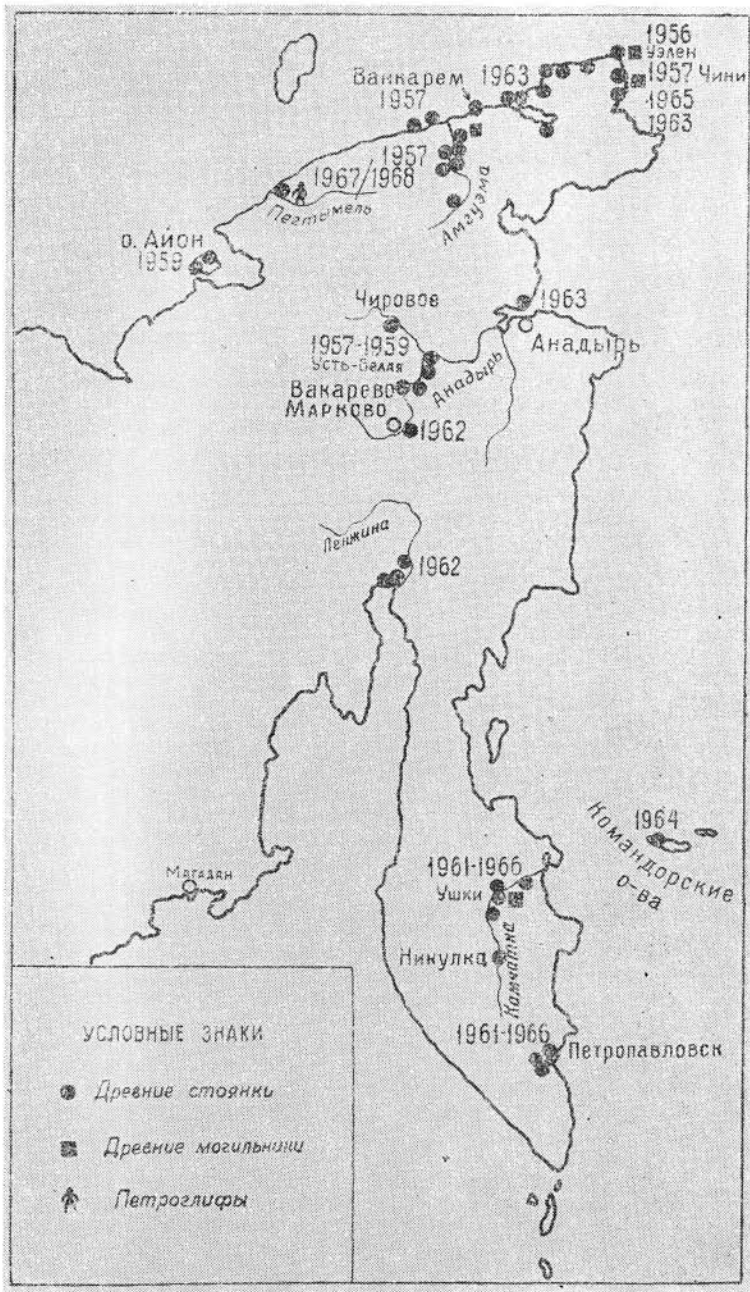 1956
Уэлен
1957 Чини
1965
1963
1963
Ванкарем
1957
1957
1967/1968
Пегтымель
Амгуэма
о. Айон
1959
Чировое
1963
Анадырь
1957-1959
Усть-Белая
Анадырь
Вакарево
Марково
1962
Пенжина
1962
1964
Командорские
о-ва
Магадан
1961-1966
Ушки
Никулка
Камчатка
1961-1966
Петропавловск
УСЛОВНЫЕ ЗНАКИ
Древние стоянки
Древние могильники
Петроглифы